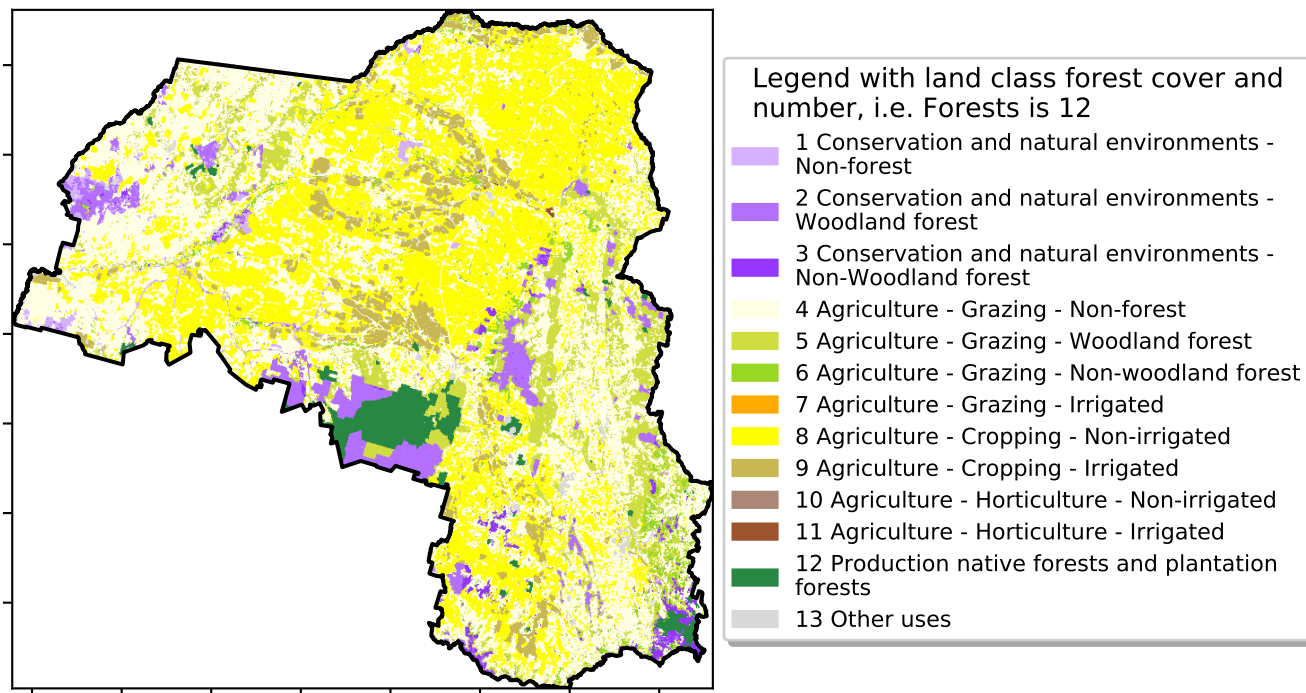 Legend with land class forest cover and
number, i.e. Forests is 12
1 Conservation and natural environments -
Non-forest
2 Conservation and natural environments -
Woodland forest
3 Conservation and natural environments -
Non-Woodland forest
4 Agriculture - Grazing - Non-forest
5 Agriculture - Grazing - Woodland forest
6 Agriculture - Grazing - Non-woodland forest
7 Agriculture - Grazing - Irrigated
8 Agriculture - Cropping - Non-irrigated
9 Agriculture - Cropping - Irrigated
10 Agriculture - Horticulture - Non-irrigated
11 Agriculture - Horticulture - Irrigated
12 Production native forests and plantation
forests
13 Other uses